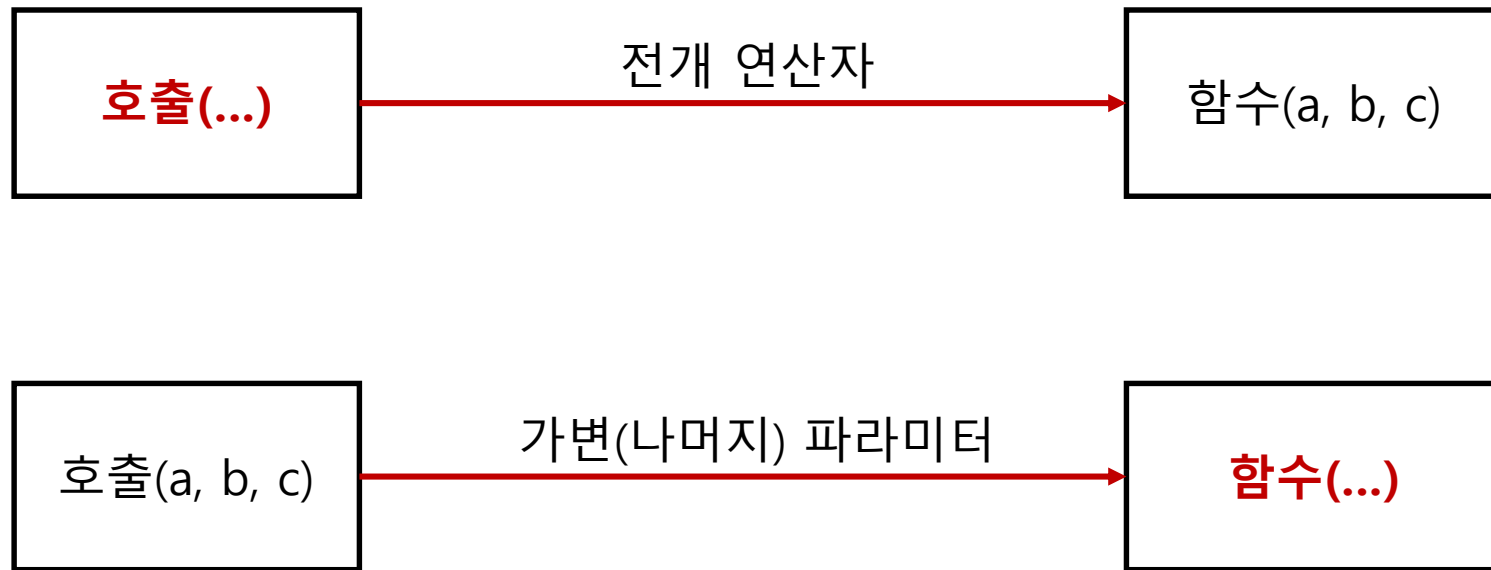 호출(...)
전개 연산자
함수(a, b, c)
호출(a, b, c)
가변(나머지) 파라미터
함수(...)